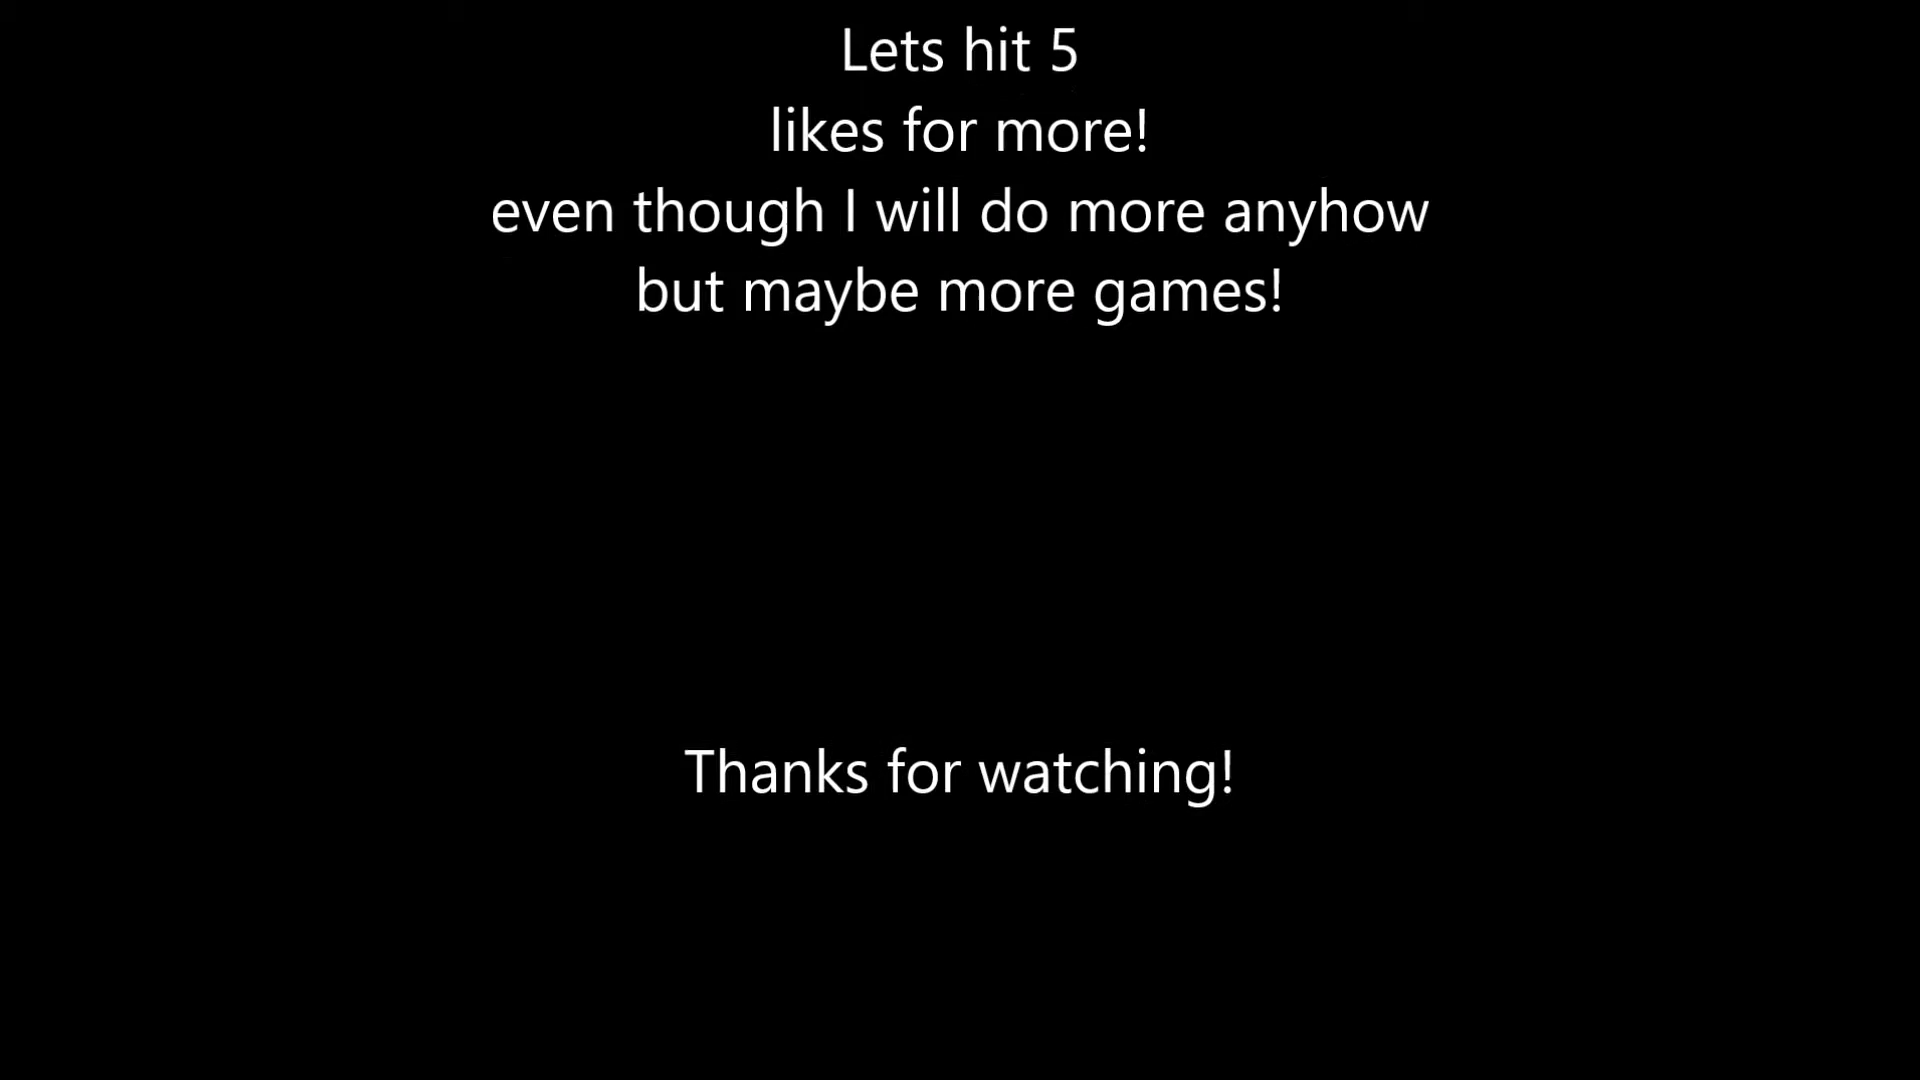 Lets hit 5
likes for more!
even though I will do more anyhow
but maybe more games!
Thanks for watching!